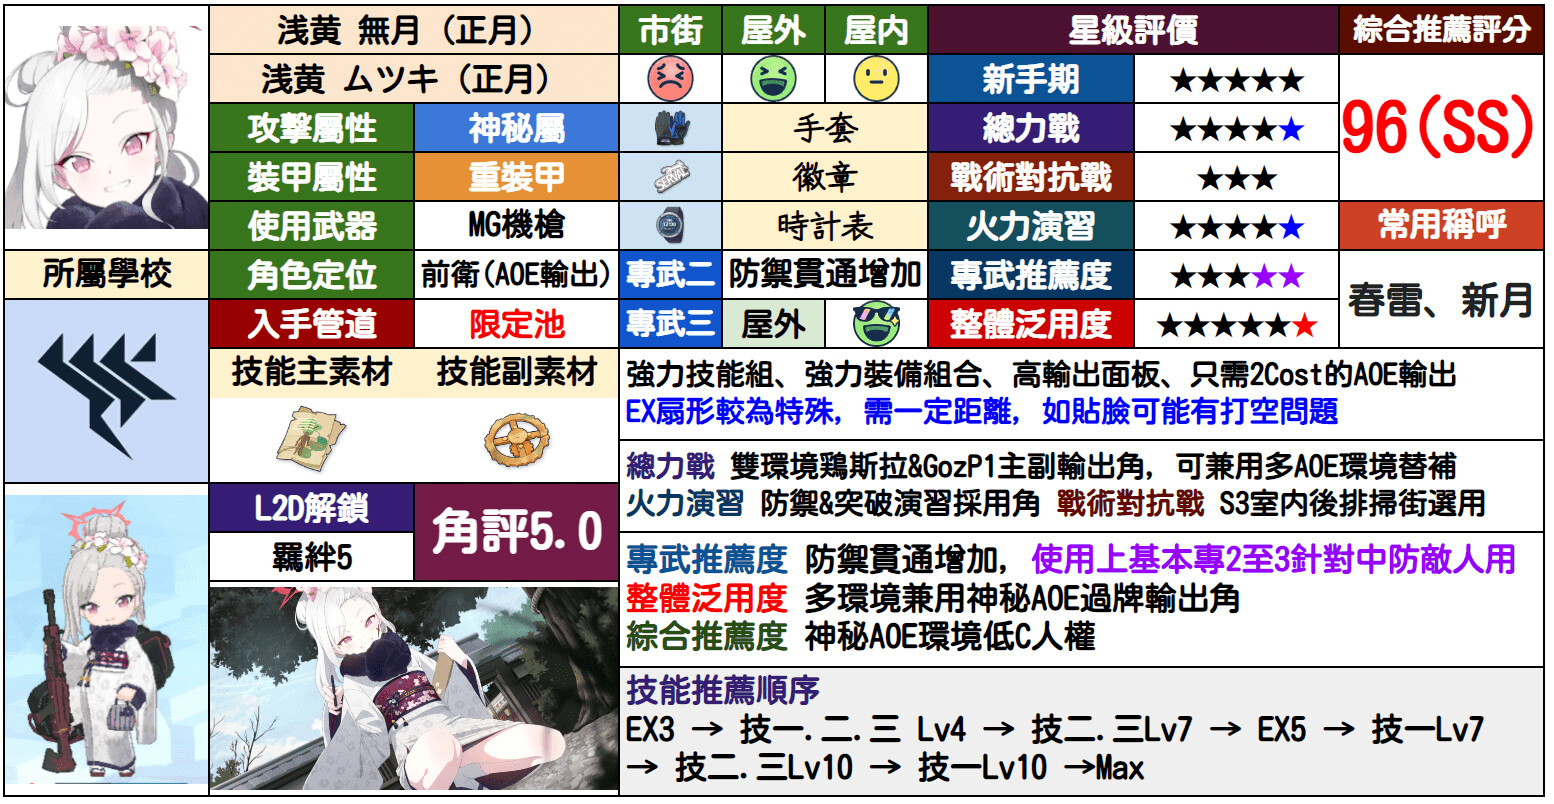 浅黄 無月 (正月)
浅黄 ムツキ (正月)
市街 屋外 屋内
星級評價
綜合推薦評分
新手期 ★★★★★
96(SS)
攻擊屬性 神秘屬
手套
總力戰 ★★★★★
裝甲屬性 重裝甲
SERVAL
徽章
戰術對抗戰 ★★★
使用武器 MG機槍
時計表
火力演習 ★★★★★
常用稱呼
所屬學校
角色定位 前衛(AOE輸出)
專武二 防禦貫通增加
專武推薦度 ★★★★★
春雷、新月
入手管道 限定池
專武三 屋外
整體泛用度 ★★★★★★
技能主素材 技能副素材
強力技能組、強力裝備組合、高輸出面板、只需2Cost的AOE輸出
EX扇形較為特殊, 需一定距離, 如貼臉可能有打空問題
總力戰 雙環境鶏斯拉&GozP1主副輸出角, 可兼用多AOE環境替補
火力演習 防禦&突破演習採用角 戰術對抗戰 S3室内後排掃街選用
L2D解鎖
羈絆5
角評5.0
專武推薦度 防禦貫通增加, 使用上基本專2至3針對中防敵人用
整體泛用度 多環境兼用神秘AOE過牌輸出角
綜合推薦度 神秘AOE環境低C人權
技能推薦順序
EX3 → 技一.二.三 Lv4 → 技二.三Lv7 → EX5 → 技一Lv7
→ 技二.三Lv10 → 技一Lv10 →Max